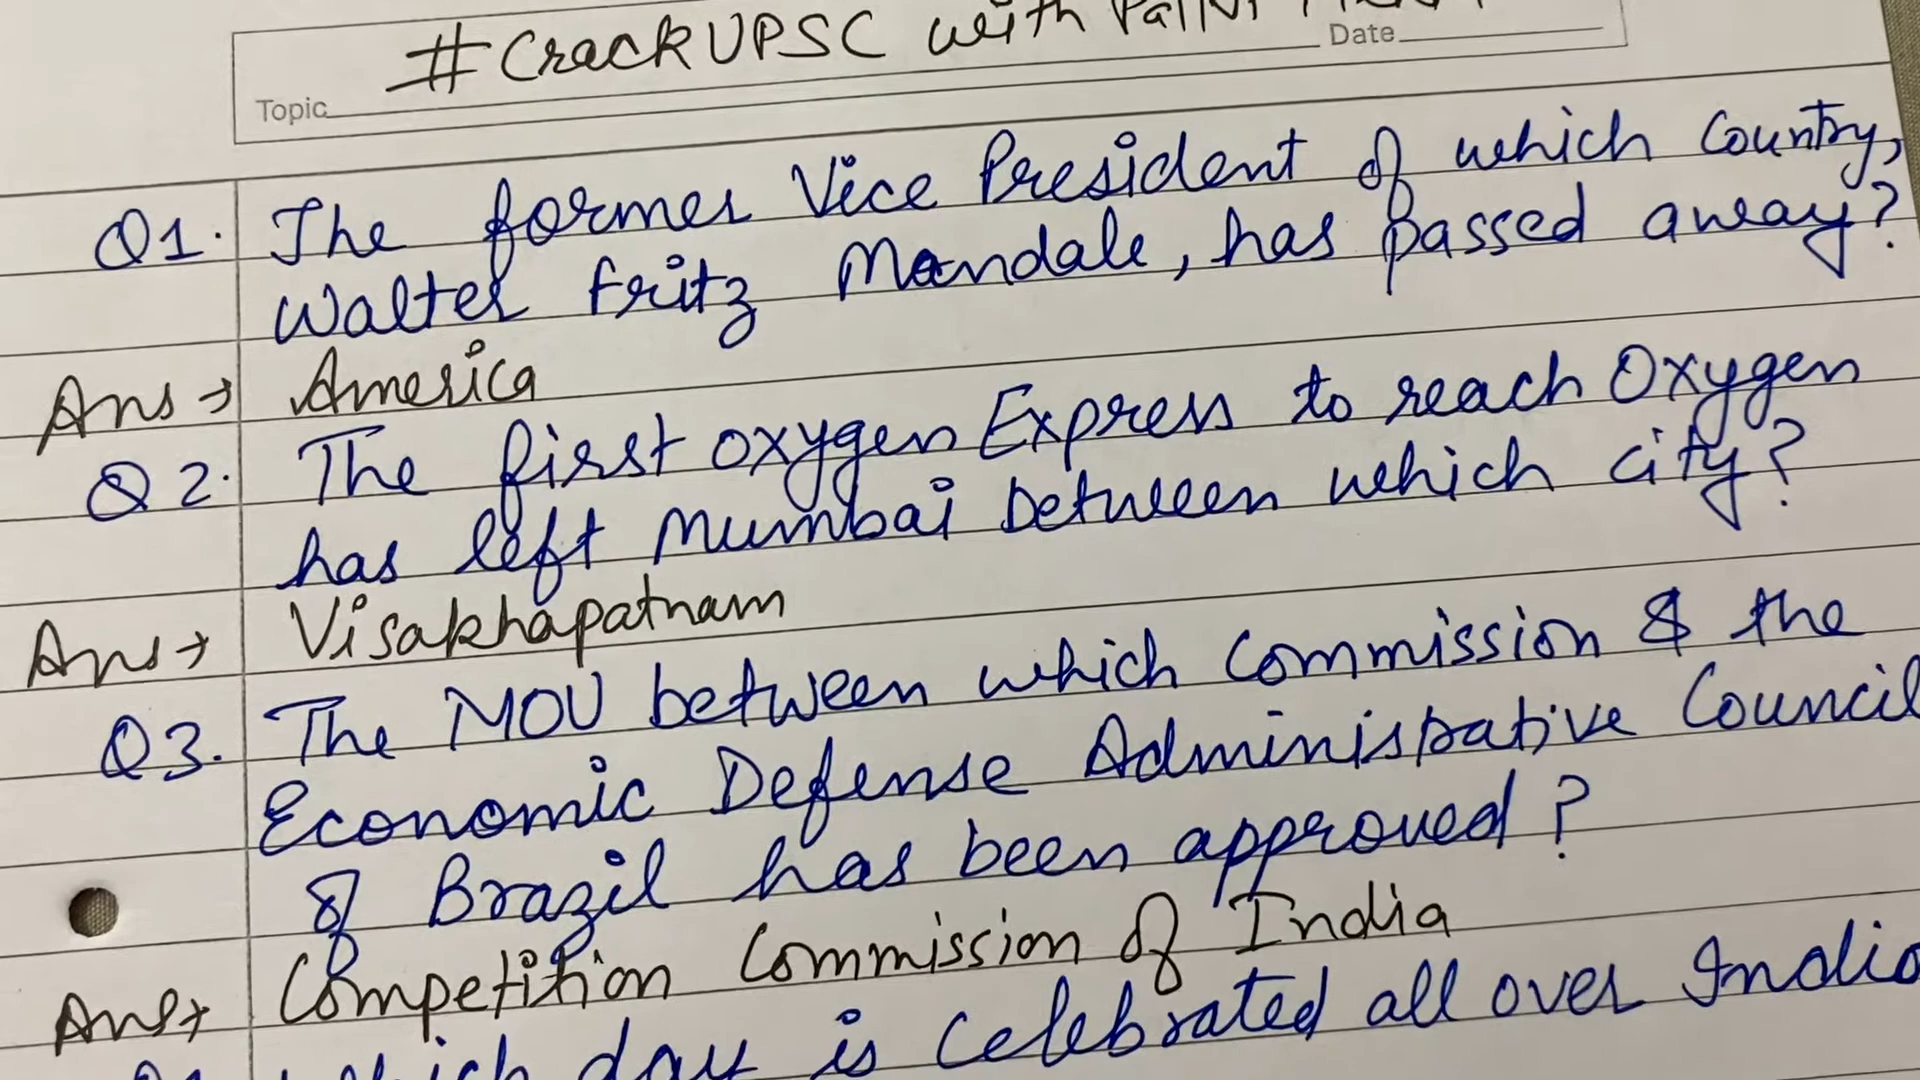 #CrackUPSC with
Topic
Date
Q1. The former Vice President of which Country,
Walter Fritz Mondale, has passed away?
Ans → America
Q2. The first oxygen Express to reach Oxygen
has left Mumbai between which city?
Ans → Visakhapatnam
Q3. The MOU between which Commission & the
Economic Defense Administrative Council
of Brazil has been approved?
Ans → Competition Commission of India
day is celebrated all over India